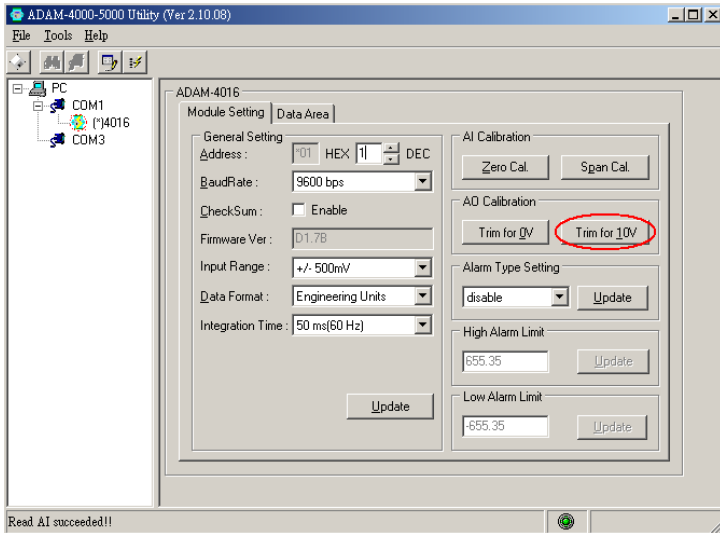 ADAM-4000-5000 Utility (Ver 2.10.08)
File Tools Help
PC
COM1
(*)4016
COM3
ADAM-4016
Module Setting Data Area
General Setting
Address : *01 HEX 1 DEC
BaudRate : 9600 bps
CheckSum : Enable
Firmware Ver : D1.7B
Input Range : +/- 500mV
Data Format : Engineering Units
Integration Time : 50 ms(60 Hz)
Update
AI Calibration
Zero Cal. Span Cal.
AO Calibration
Trim for 0V Trim for 10V
Alarm Type Setting
disable Update
High Alarm Limit
655.35 Update
Low Alarm Limit
-655.35 Update
Read AI succeeded!!